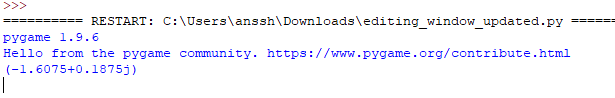 >>>
========== RESTART: C:\Users\anssh\Downloads\editing_window_updated.py ======
pygame 1.9.6
Hello from the pygame community. https://www.pygame.org/contribute.html
(-1.6075+0.1875j)